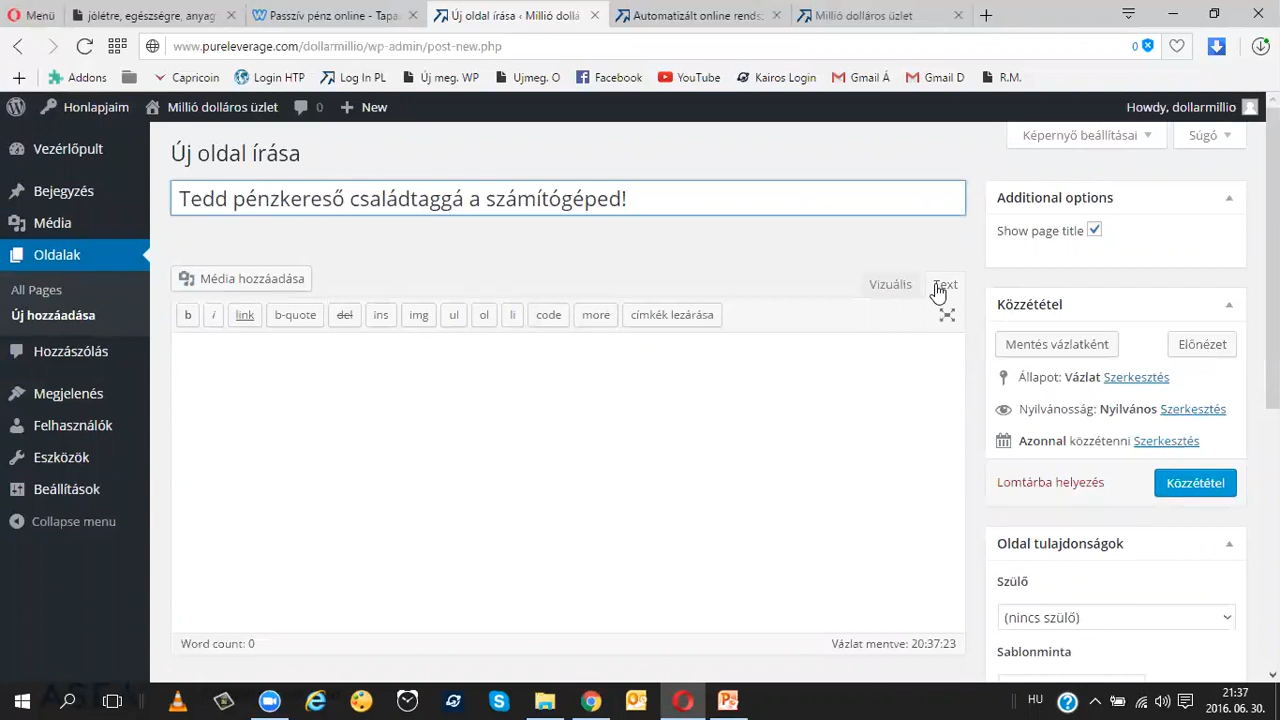 Menü
jólétre, egészségre, anyag
Passzív pénz online - Tapa
Új oldal írása ‹ Millió dollá
Automatizált online rends
Millió dolláros üzlet
www.pureleverage.com/dollarmillio/wp-admin/post-new.php
0
Addons
Capricoin
Login HTP
Log In PL
Új meg. WP
Ujmeg. O
Facebook
YouTube
Kairos Login
Gmail Á
Gmail D
R.M.
Honlapjaim
Millió dolláros üzlet
0
New
Howdy, dollarmillio
Vezérlőpult
Bejegyzés
Média
Oldalak
All Pages
Új hozzáadása
Hozzászólás
Megjelenés
Felhasználók
Eszközök
Beállítások
Collapse menu
Képernyő beállításai
Súgó
Új oldal írása
Tedd pénzkereső családtaggá a számítógéped!
Média hozzáadása
Vizuális
Text
b
i
link
b-quote
del
ins
img
ul
ol
li
code
more
címkék lezárása
Word count: 0
Vázlat mentve: 20:37:23
Additional options
Show page title
Közzététel
Mentés vázlatként
Előnézet
Állapot: Vázlat Szerkesztés
Nyilvánosság: Nyilvános Szerkesztés
Azonnal közzétenni Szerkesztés
Lomtárba helyezés
Közzététel
Oldal tulajdonságok
Szülő
(nincs szülő)
Sablonminta
HU
21:37
2016. 06. 30.